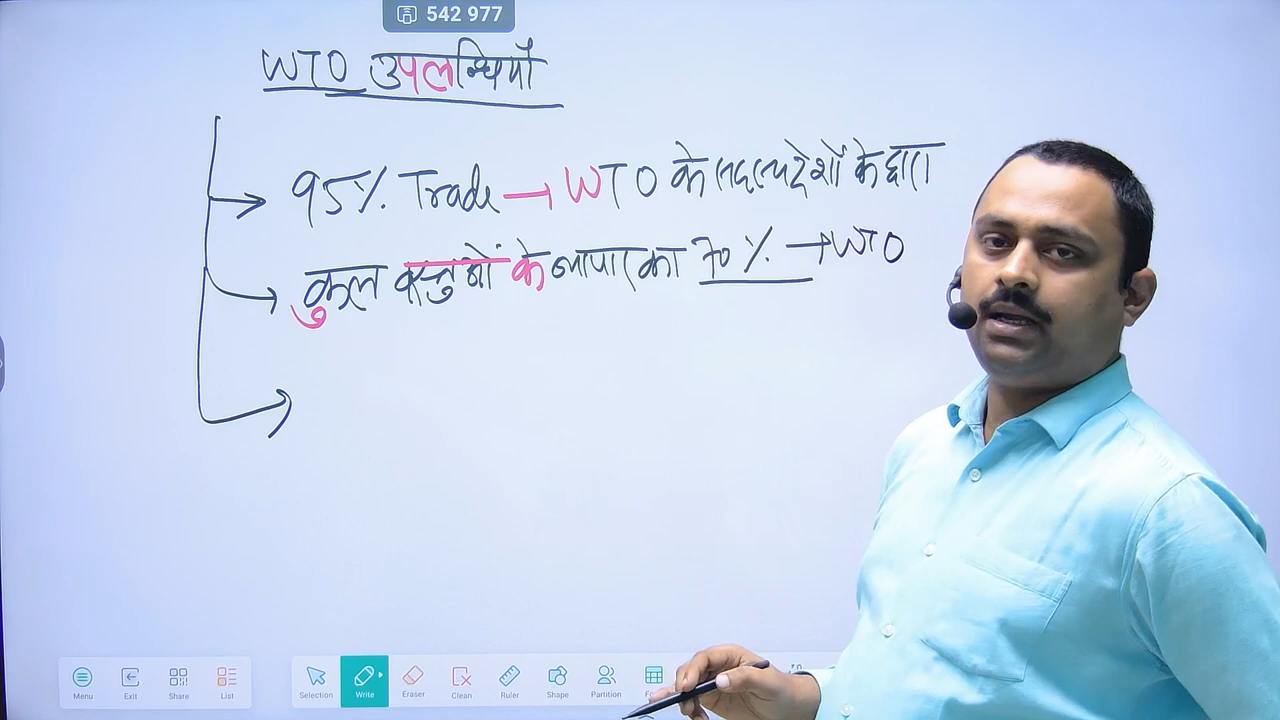 542 977
WTO उपलब्धियाँ
95% Trade → WTO के सदस्य देशों के द्वारा
कुल वस्तुओं के व्यापार का 70% → WTO
Menu Exit Share List Selection Write Eraser Clean Ruler Shape Partition